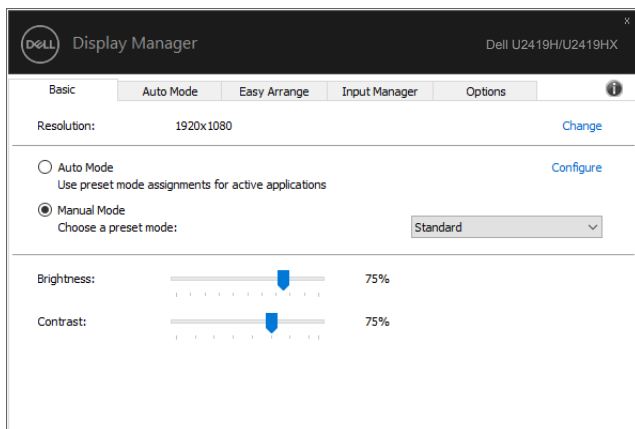 x
DELL Display Manager Dell U2419H/U2419HX
Basic Auto Mode Easy Arrange Input Manager Options i
Resolution: 1920x1080 Change
Auto Mode Configure
Use preset mode assignments for active applications
Manual Mode
Choose a preset mode: Standard
Brightness: 75%
Contrast: 75%